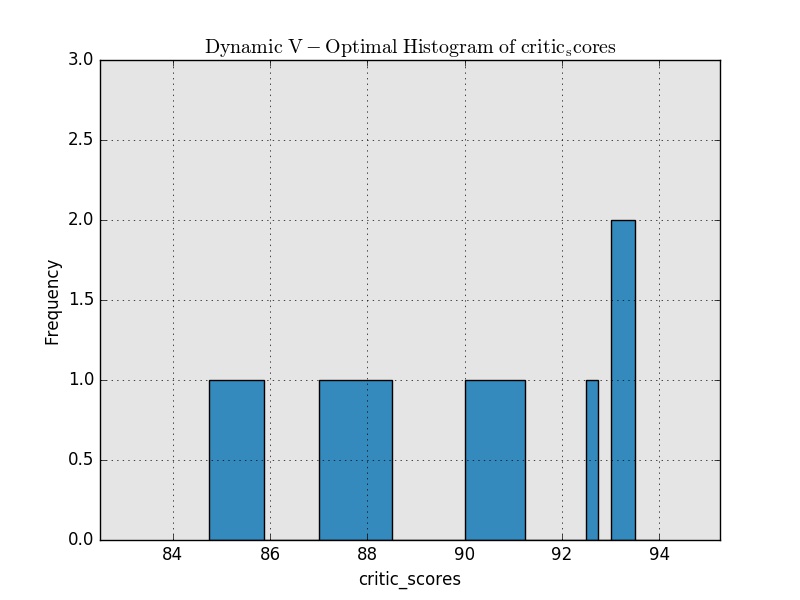 Dynamic V − Optimal Histogram of critic_scores
3.0
2.5
2.0
1.5
1.0
0.5
0.0
Frequency
84 86 88 90 92 94
critic_scores